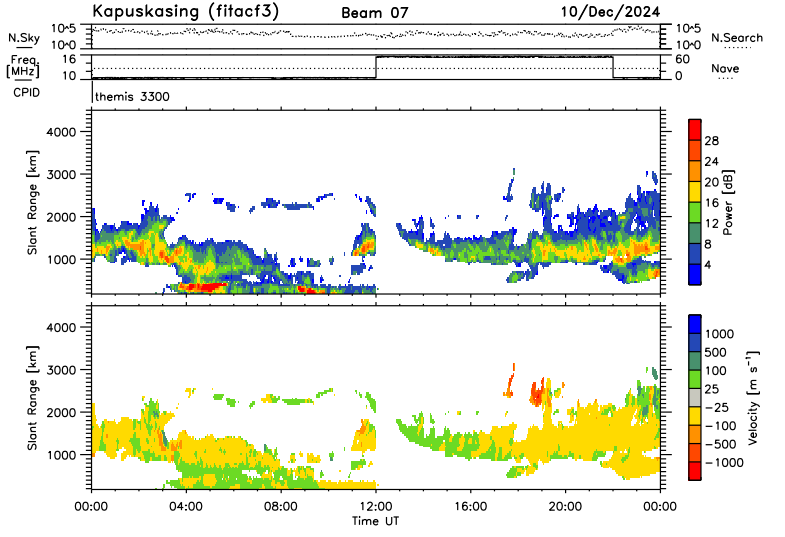 Kapuskasing (fitacf3) Beam 07 10/Dec/2024
N.Sky 10^5 10^0 10^5 10^0 N.Search
Freq. [MHz] 16 10 60 0 Nave
CPID themis 3300
Slant Range [km] 4000 3000 2000 1000
Power [dB] 28 24 20 16 12 8 4
Slant Range [km] 4000 3000 2000 1000
Velocity [m s⁻¹] 1000 500 100 25 −25 −100 −500 −1000
00:00 04:00 08:00 12:00 16:00 20:00 00:00
Time UT